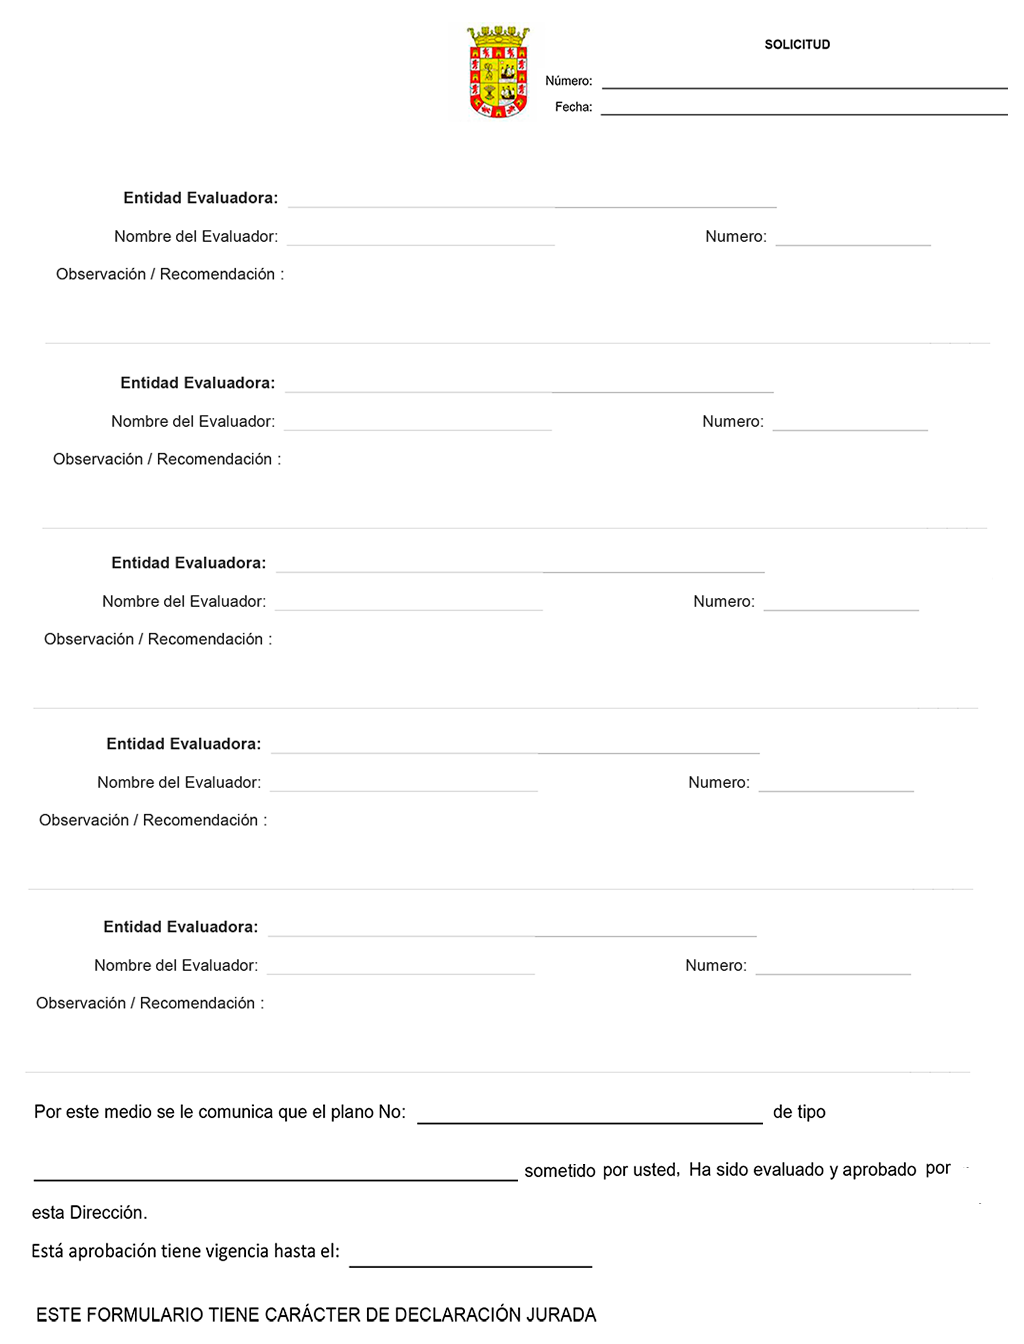 SOLICITUD
Número:
Fecha:
Entidad Evaluadora:
Nombre del Evaluador: Numero:
Observación / Recomendación :
Entidad Evaluadora:
Nombre del Evaluador: Numero:
Observación / Recomendación :
Entidad Evaluadora:
Nombre del Evaluador: Numero:
Observación / Recomendación :
Entidad Evaluadora:
Nombre del Evaluador: Numero:
Observación / Recomendación :
Entidad Evaluadora:
Nombre del Evaluador: Numero:
Observación / Recomendación :
Por este medio se le comunica que el plano No: de tipo
sometido por usted, Ha sido evaluado y aprobado por
esta Dirección.
Está aprobación tiene vigencia hasta el:
ESTE FORMULARIO TIENE CARÁCTER DE DECLARACIÓN JURADA